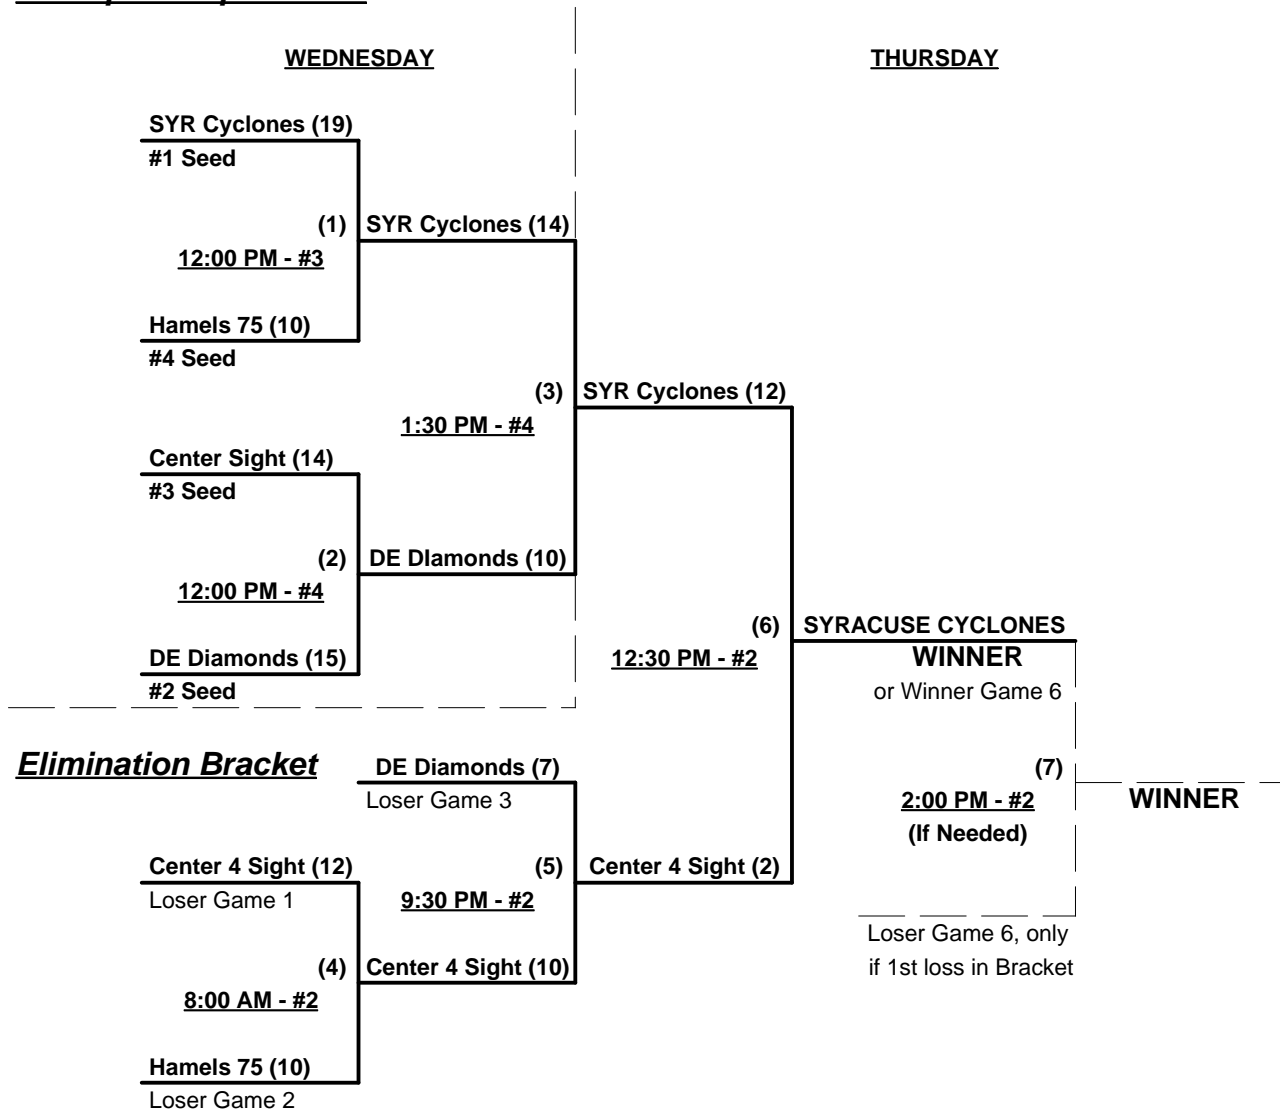 WEDNESDAY
THURSDAY
SYR Cyclones (19)
#1 Seed
(1)
SYR Cyclones (14)
12:00 PM - #3
Hamels 75 (10)
#4 Seed
(3)
SYR Cyclones (12)
1:30 PM - #4
Center Sight (14)
#3 Seed
(2)
DE DIamonds (10)
12:00 PM - #4
(6)
SYRACUSE CYCLONES
12:30 PM - #2
WINNER
or Winner Game 6
DE Diamonds (15)
#2 Seed
Elimination Bracket
DE Diamonds (7)
Loser Game 3
(7)
2:00 PM - #2
(If Needed)
WINNER
Center 4 Sight (12)
Loser Game 1
(5)
Center 4 Sight (2)
9:30 PM - #2
Loser Game 6, only
if 1st loss in Bracket
(4)
Center 4 Sight (10)
8:00 AM - #2
Hamels 75 (10)
Loser Game 2